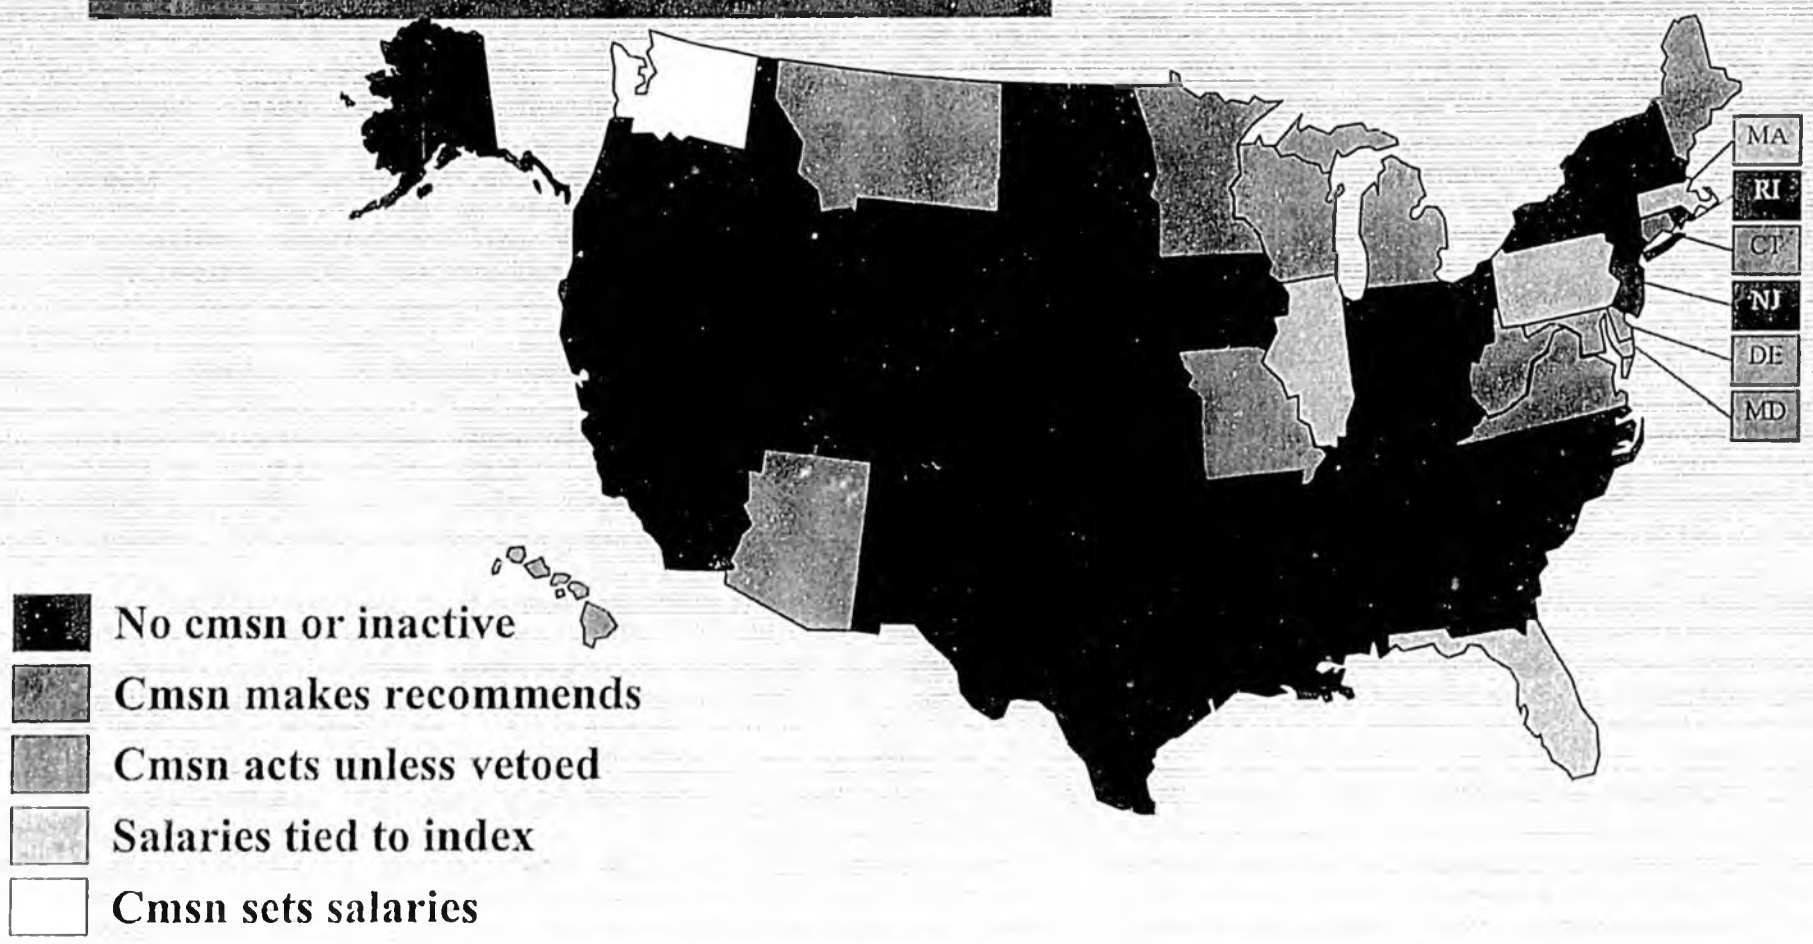 MA
RI
CT
NJ
DE
MD
No cmsn or inactive
Cmsn makes recommends
Cmsn acts unless vetoed
Salaries tied to index
Cmsn sets salaries